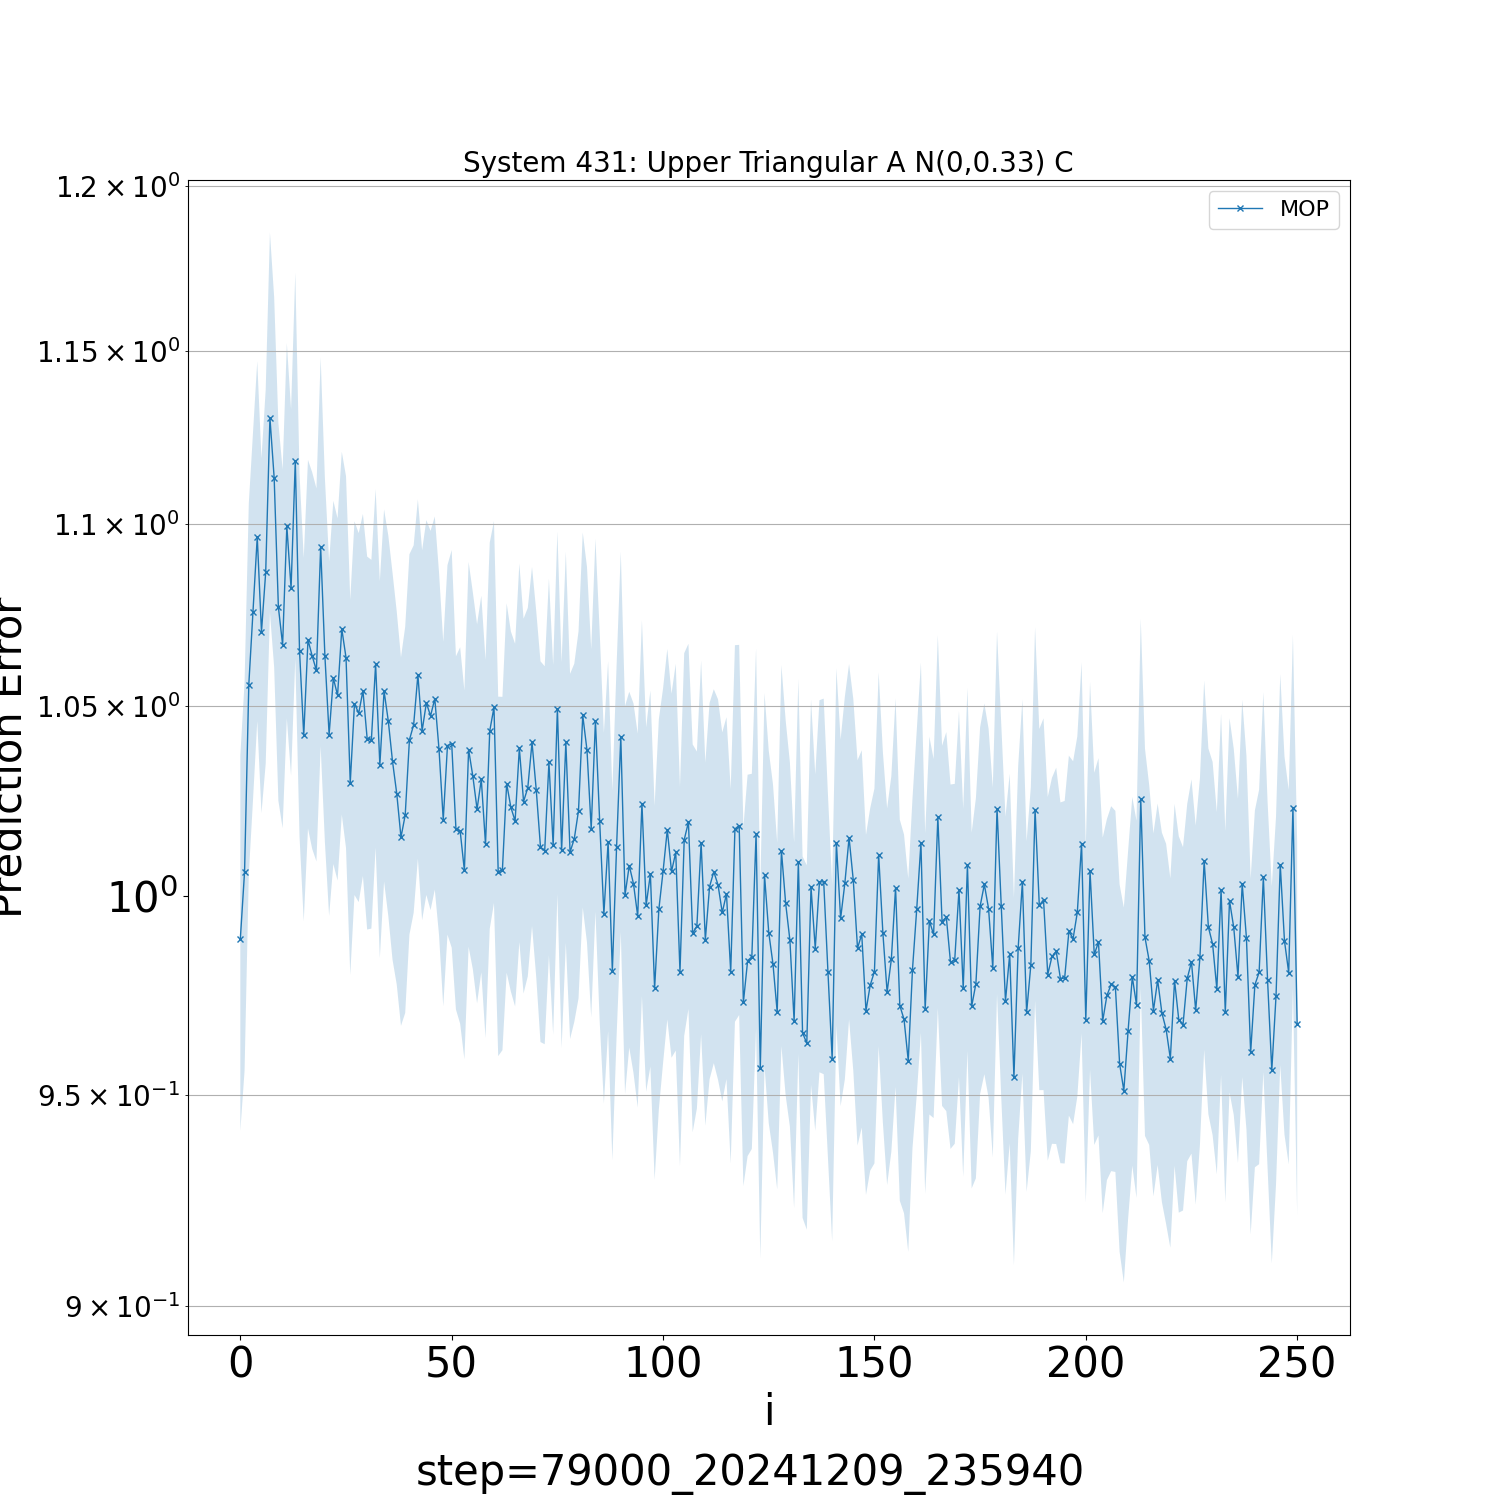 System 431: Upper Triangular A N(0,0.33) C
MOP
1.2 × 10⁰
1.15 × 10⁰
1.1 × 10⁰
1.05 × 10⁰
10⁰
9.5 × 10⁻¹
9 × 10⁻¹
Prediction Error
0 50 100 150 200 250
i
step=79000_20241209_235940